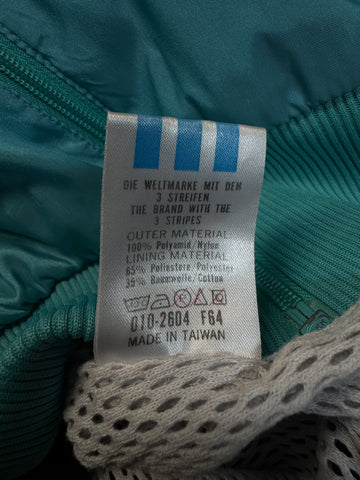 DIE WELTMARKE MIT DEN
3 STREIFEN
THE BRAND WITH THE
3 STRIPES
OUTER MATERIAL
100% Polyamid/Nylon
LINING MATERIAL
65% Poliestere/Polyester
35% Baumwolle/Cotton
010-2604 F64
MADE IN TAIWAN